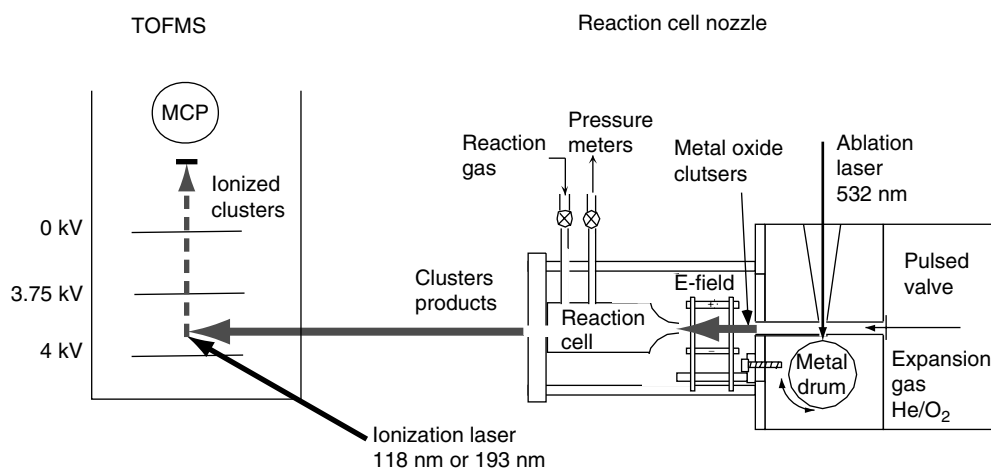 TOFMS
Reaction cell nozzle
MCP
Ionized
clusters
0 kV
3.75 kV
4 kV
Clusters
products
Ionization laser
118 nm or 193 nm
Reaction
gas
Pressure
meters
Metal oxide
clutsers
Ablation
laser
532 nm
E-field
+
−
Reaction
cell
Pulsed
valve
Metal
drum
Expansion
gas
He/O₂